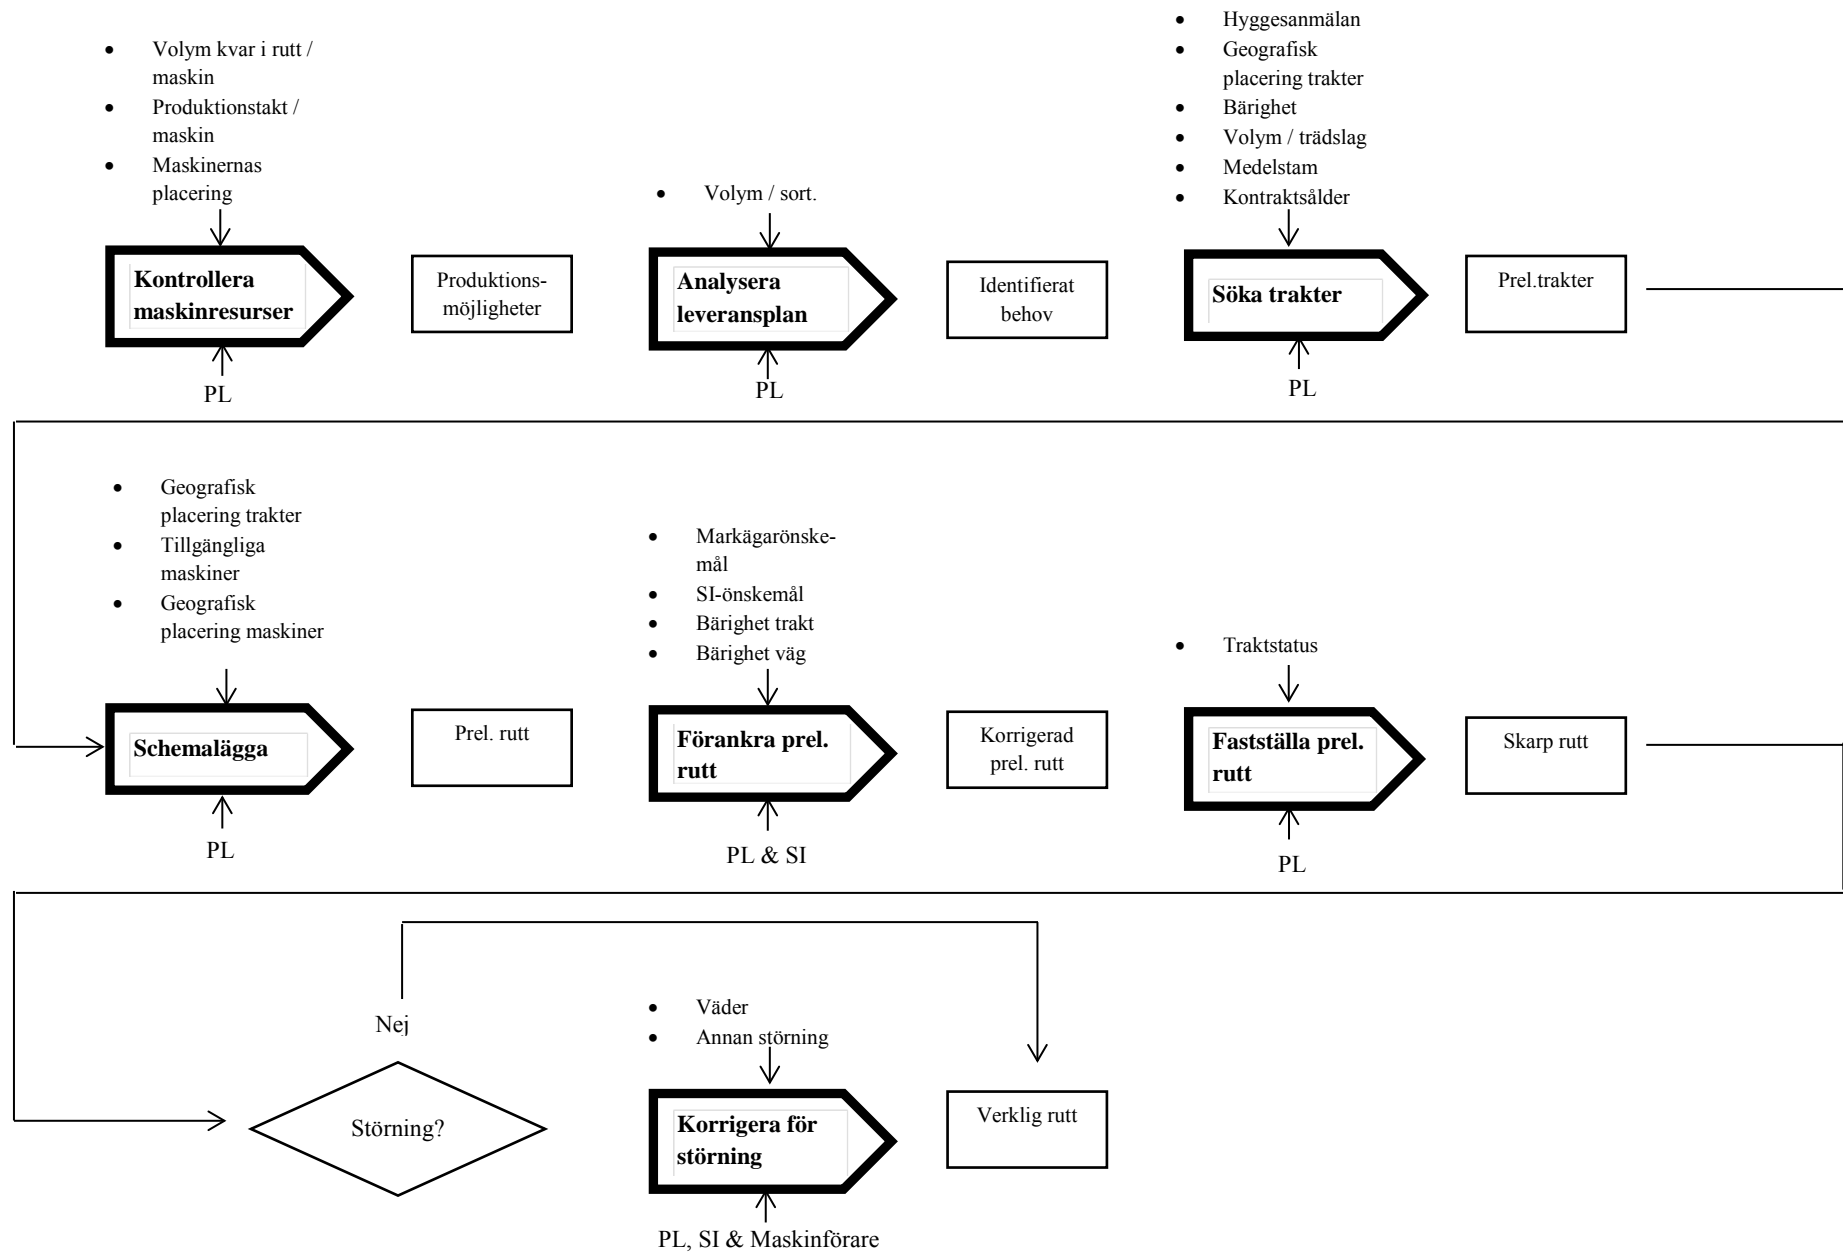 • Volym kvar i rutt /
maskin
• Produktionstakt /
maskin
• Maskinernas
placering
Kontrollera
maskinresurser
PL
Produktions-
möjligheter
• Volym / sort.
Analysera
leveransplan
PL
Identifierat
behov
• Hyggesanmälan
• Geografisk
placering trakter
• Bärighet
• Volym / trädslag
• Medelstam
• Kontraktsålder
Söka trakter
PL
Prel.trakter
• Geografisk
placering trakter
• Tillgängliga
maskiner
• Geografisk
placering maskiner
Schemalägga
PL
Prel. rutt
• Markägarönske-
mål
• SI-önskemål
• Bärighet trakt
• Bärighet väg
Förankra prel.
rutt
PL & SI
Korrigerad
prel. rutt
• Traktstatus
Fastställa prel.
rutt
PL
Skarp rutt
Nej
Störning?
• Väder
• Annan störning
Korrigera för
störning
PL, SI & Maskinförare
Verklig rutt